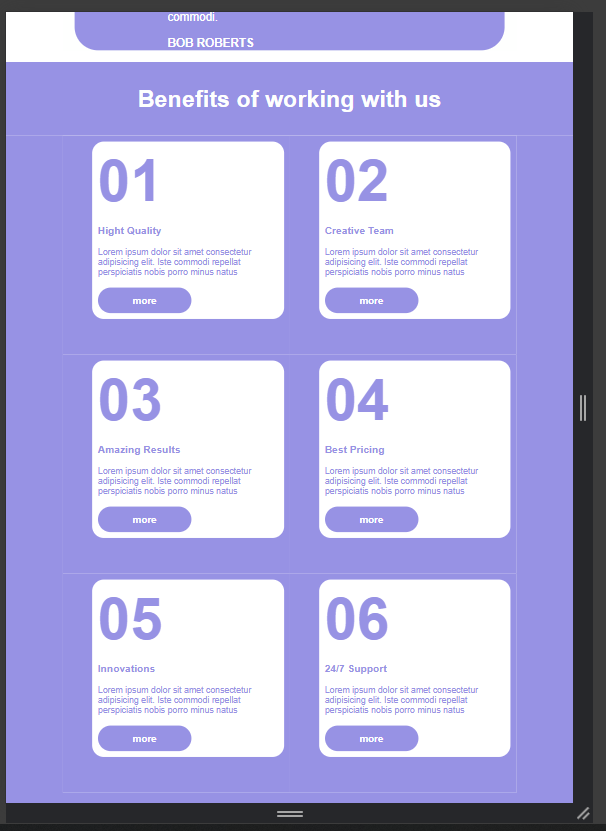 commodi.
BOB ROBERTS
Benefits of working with us
01
Hight Quality
Lorem ipsum dolor sit amet consectetur
adipisicing elit. Iste commodi repellat
perspiciatis nobis porro minus natus
more
02
Creative Team
Lorem ipsum dolor sit amet consectetur
adipisicing elit. Iste commodi repellat
perspiciatis nobis porro minus natus
more
03
Amazing Results
Lorem ipsum dolor sit amet consectetur
adipisicing elit. Iste commodi repellat
perspiciatis nobis porro minus natus
more
04
Best Pricing
Lorem ipsum dolor sit amet consectetur
adipisicing elit. Iste commodi repellat
perspiciatis nobis porro minus natus
more
05
Innovations
Lorem ipsum dolor sit amet consectetur
adipisicing elit. Iste commodi repellat
perspiciatis nobis porro minus natus
more
06
24/7 Support
Lorem ipsum dolor sit amet consectetur
adipisicing elit. Iste commodi repellat
perspiciatis nobis porro minus natus
more